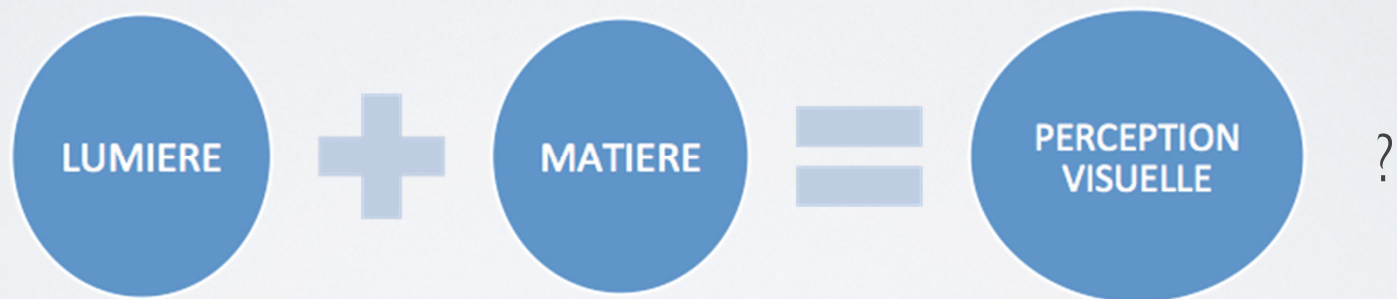 LUMIERE
MATIERE
PERCEPTION
VISUELLE
?